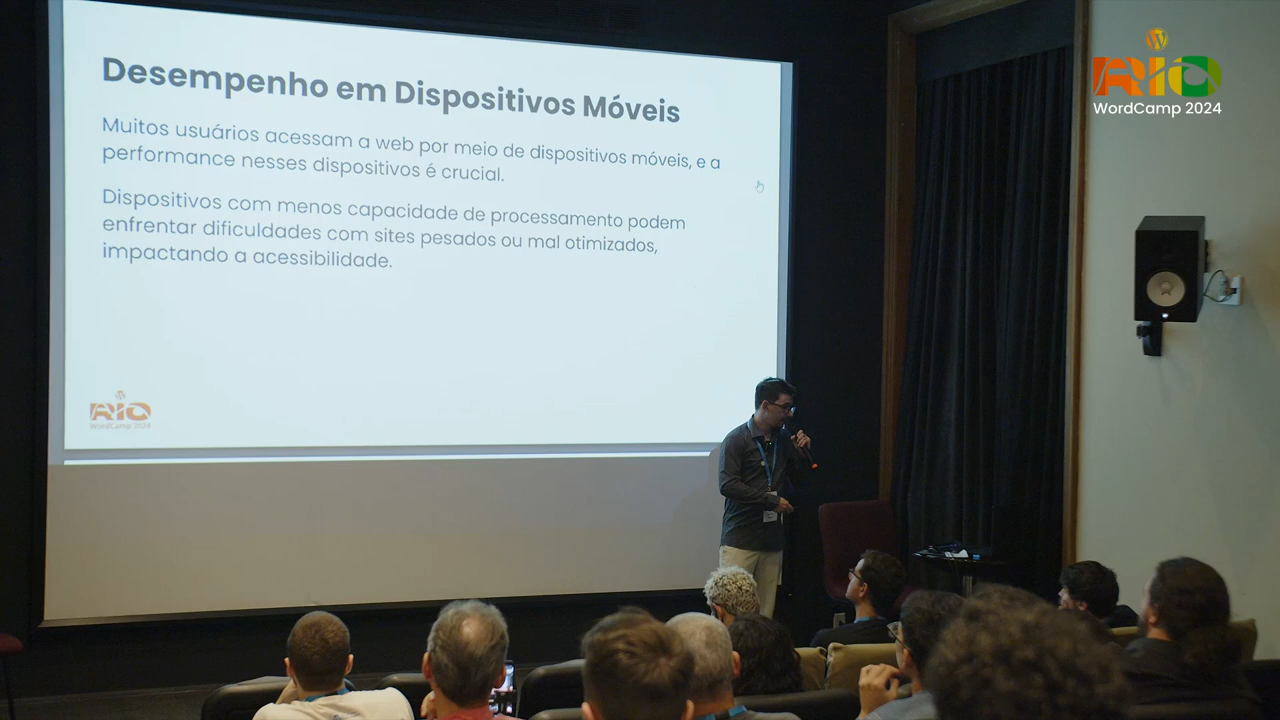 Desempenho em Dispositivos Móveis
Muitos usuários acessam a web por meio de dispositivos móveis, e a
performance nesses dispositivos é crucial.
Dispositivos com menos capacidade de processamento podem
enfrentar dificuldades com sites pesados ou mal otimizados,
impactando a acessibilidade.
RIO
WordCamp 2024
RIO
WordCamp 2024